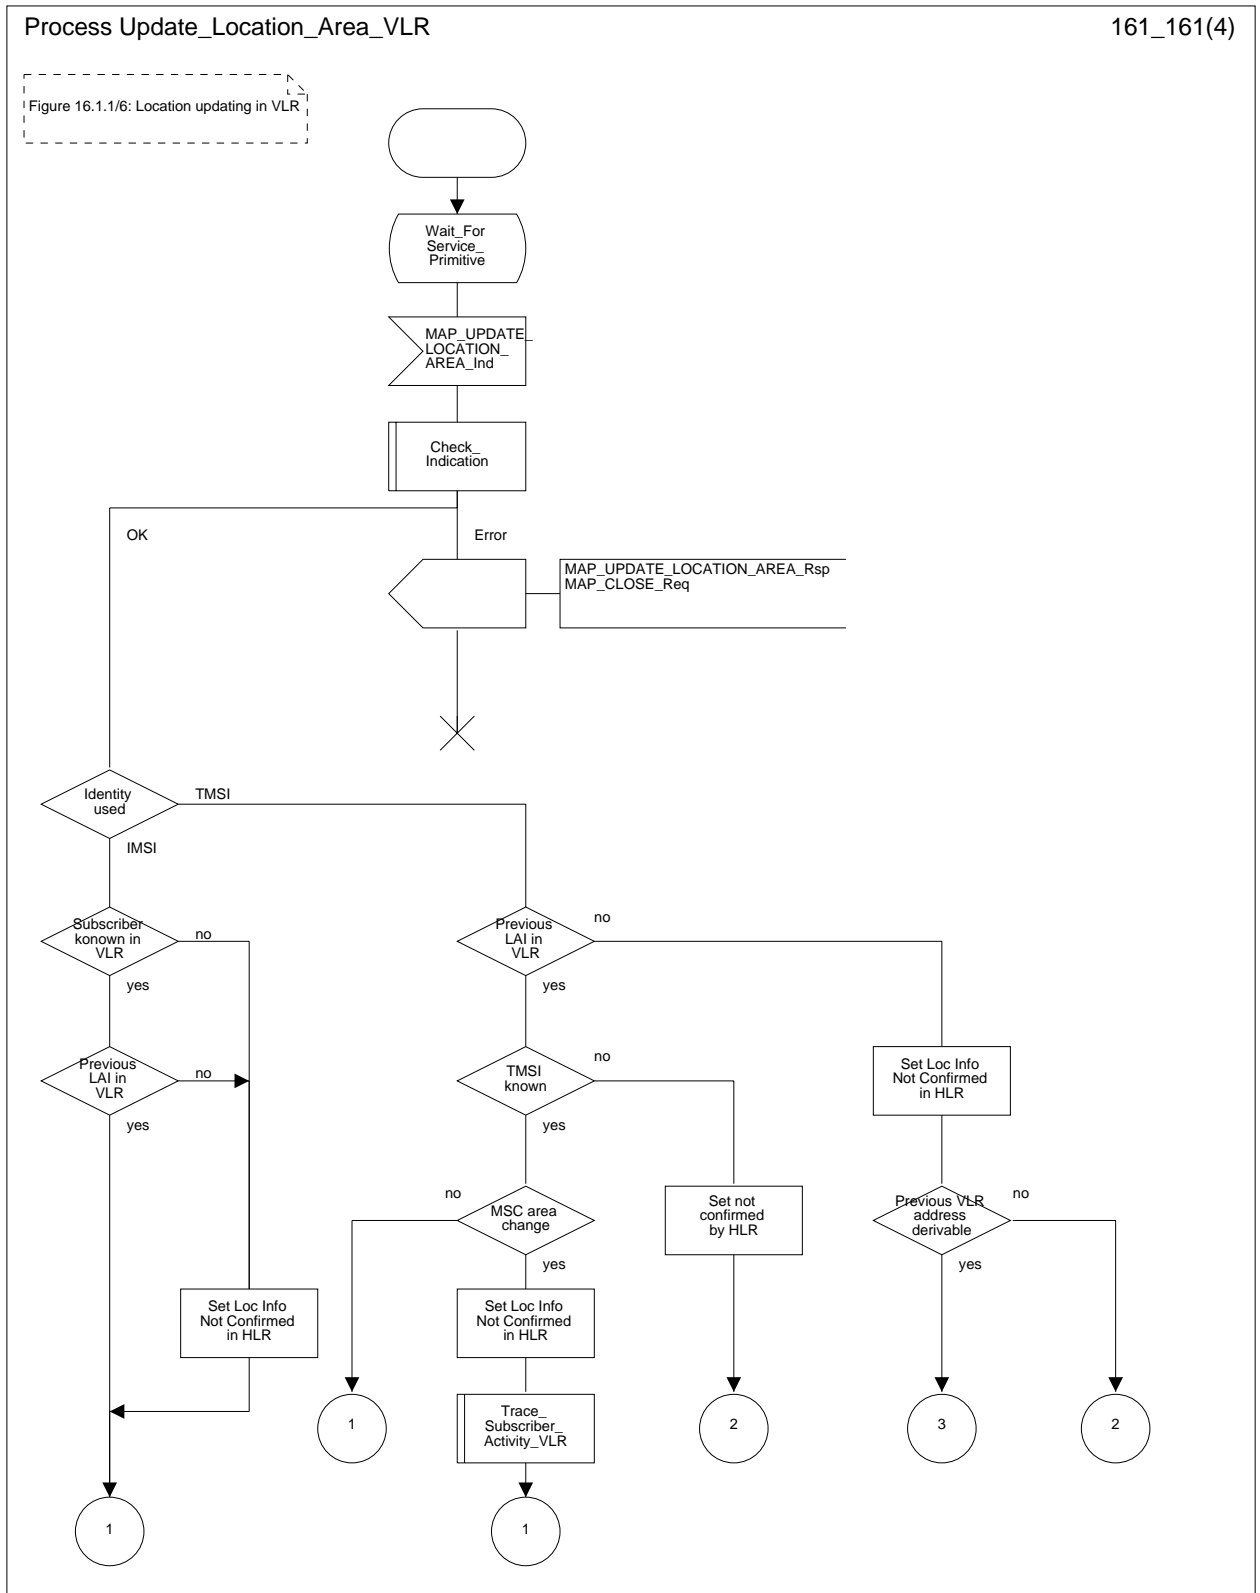 Process Update_Location_Area_VLR
161_161(4)
Figure 16.1.1/6: Location updating in VLR
Wait_For
Service_
Primitive
MAP_UPDATE_
LOCATION_
AREA_Ind
Check_
Indication
OK
Error
MAP_UPDATE_LOCATION_AREA_Rsp
MAP_CLOSE_Req
Identity
used
TMSI
IMSI
Subscriber
konown in
VLR
no
yes
Previous
LAI in
VLR
no
yes
Previous
LAI in
VLR
no
yes
TMSI
known
no
yes
Set Loc Info
Not Confirmed
in HLR
no
MSC area
change
yes
Set not
confirmed
by HLR
Previous VLR
address
derivable
no
yes
Set Loc Info
Not Confirmed
in HLR
Set Loc Info
Not Confirmed
in HLR
1
Trace_
Subscriber_
Activity_VLR
2
3
2
1
1